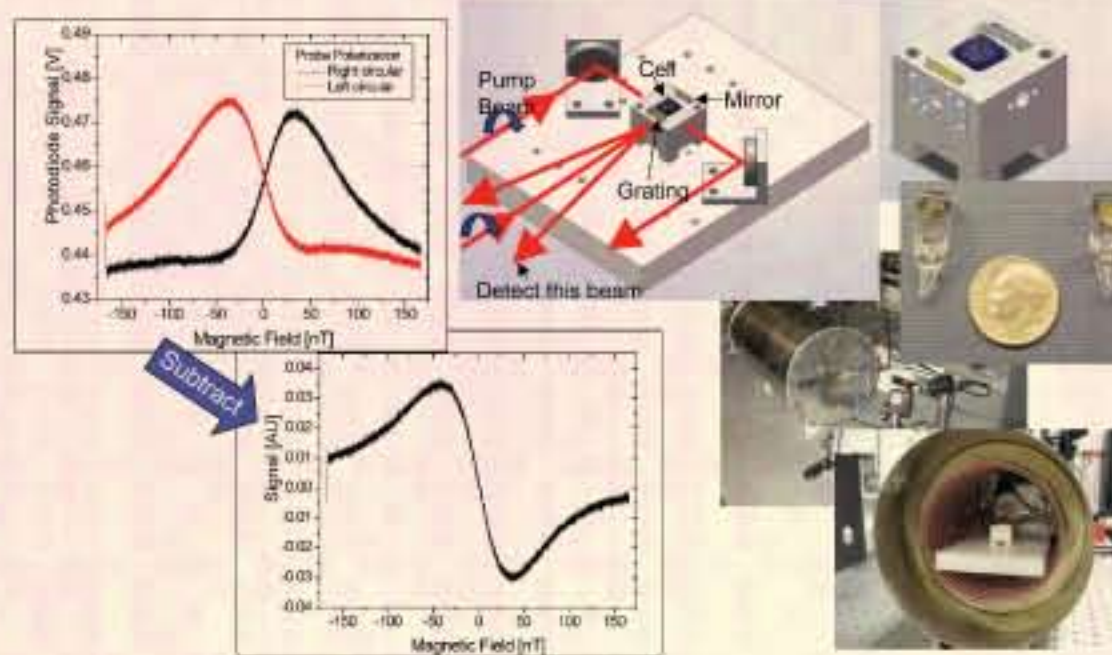 0.49
0.48
0.47
0.46
0.45
0.44
0.43
Photodiode Signal [V]
Probe Polarization
Right circular
Left circular
-150 -100 -50 0 50 100 150
Magnetic Field [nT]
Pump
Beam
Cell
Mirror
Grating
Detect this beam
Subtract
0.04
0.03
0.02
0.01
0.00
-0.01
-0.02
-0.03
-0.04
Signal [AU]
-150 -100 -50 0 50 100 150
Magnetic Field [nT]